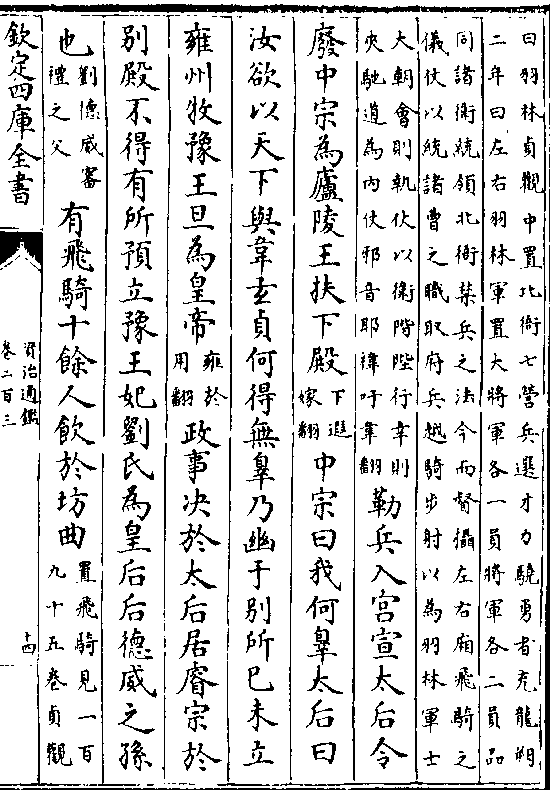 曰羽林貞觀中置北衙七營兵選才力驍勇者充龍朔
二年曰左右羽林軍置大將軍各一員將軍各二員品
同諸衛統領北衙禁兵之法令而督攝左右廂飛騎之
儀仗以統諸曹之職取府兵越騎步射以為羽林軍士
大朝會則執仗以衛階陛行幸則
夾馳道為内仗邪音耶禕吁韋翻
勒兵入宫宣太后令
廢中宗為廬陵王扶下殿
下遐
嫁翻
中宗曰我何辠太后曰
汝欲以天下與韋玄貞何得無辠乃幽于别所己未立
雍州牧豫王旦為皇帝
雍於
用翻
政事决於太后居睿宗於
别殿不得有所預立豫王妃劉氏為皇后后德威之孫
也
劉德威審
禮之父
有飛騎十餘人飲於坊曲
置飛騎見一百
九十五卷貞觀
欽定四庫全書
資治通鑑
卷二百三
十四